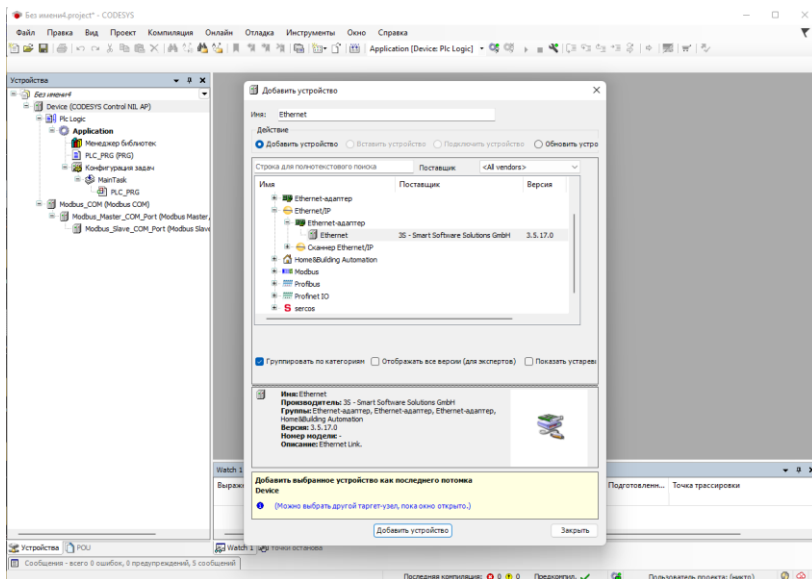 Без имени4.project* - CODESYS
Файл Правка Вид Проект Компиляция Онлайн Отладка Инструменты Окно Справка
Application [Device: Plc Logic]
Устройства
Без имени4
Device (CODESYS Control NIL AP)
Plc Logic
Application
Менеджер библиотек
PLC_PRG (PRG)
Конфигурация задач
MainTask
PLC_PRG
Modbus_COM (Modbus COM)
Modbus_Master_COM_Port (Modbus Master,
Modbus_Slave_COM_Port (Modbus Slave
Добавить устройство
Имя: Ethernet
Действие
Добавить устройство Вставить устройство Подключить устройство Обновить устро
Строка для полнотекстового поиска Поставщик <All vendors>
Имя Поставщик Версия
Ethernet-адаптер
Ethernet/IP
Ethernet-адаптер
Ethernet 3S - Smart Software Solutions GmbH 3.5.17.0
Сканнер Ethernet/IP
Home&Building Automation
Modbus
Profibus
Profinet IO
sercos
Группировать по категориям Отображать все версии (для экспертов) Показать устарев
Имя: Ethernet
Производитель: 3S - Smart Software Solutions GmbH
Группы: Ethernet-адаптер, Ethernet-адаптер, Ethernet-адаптер,
Home&Building Automation
Версия: 3.5.17.0
Номер модели: -
Описание: Ethernet Link.
Добавить выбранное устройство как последнего потомка
Device
(Можно выбрать другой таргет-узел, пока окно открыто.)
Добавить устройство Закрыть
Watch 1
Выраже Подготовленн... Точка трассировки
Устройства POU Watch 1 Точки останова
Сообщения - всего 0 ошибок, 0 предупреждений, 5 сообщений
Последняя компиляция: 0 0 Предкомпил. Пользователь проекта: (никто)